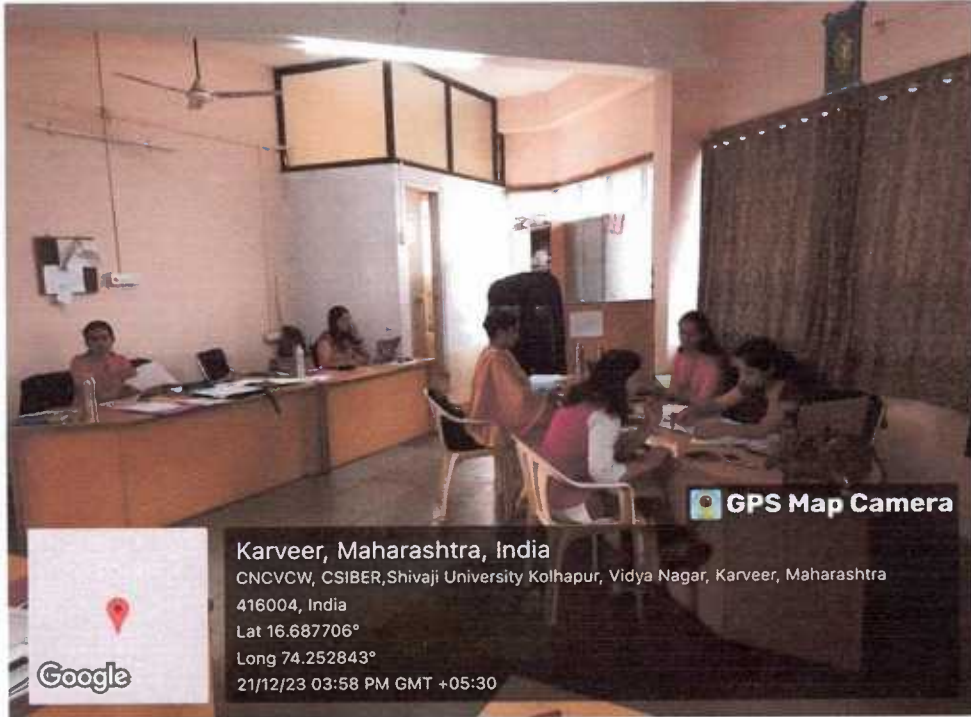 GPS Map Camera
Karveer, Maharashtra, India
CNCVCW, CSIBER,Shivaji University Kolhapur, Vidya Nagar, Karveer, Maharashtra
416004, India
Lat 16.687706°
Long 74.252843°
21/12/23 03:58 PM GMT +05:30
Google